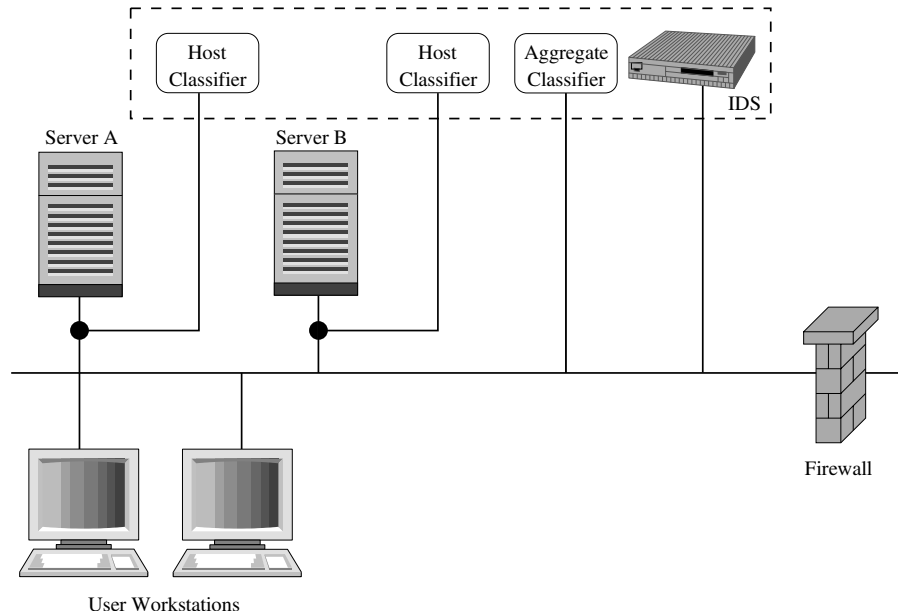 Host
Classifier
Host
Classifier
Aggregate
Classifier
IDS
Server A
Server B
Firewall
User Workstations